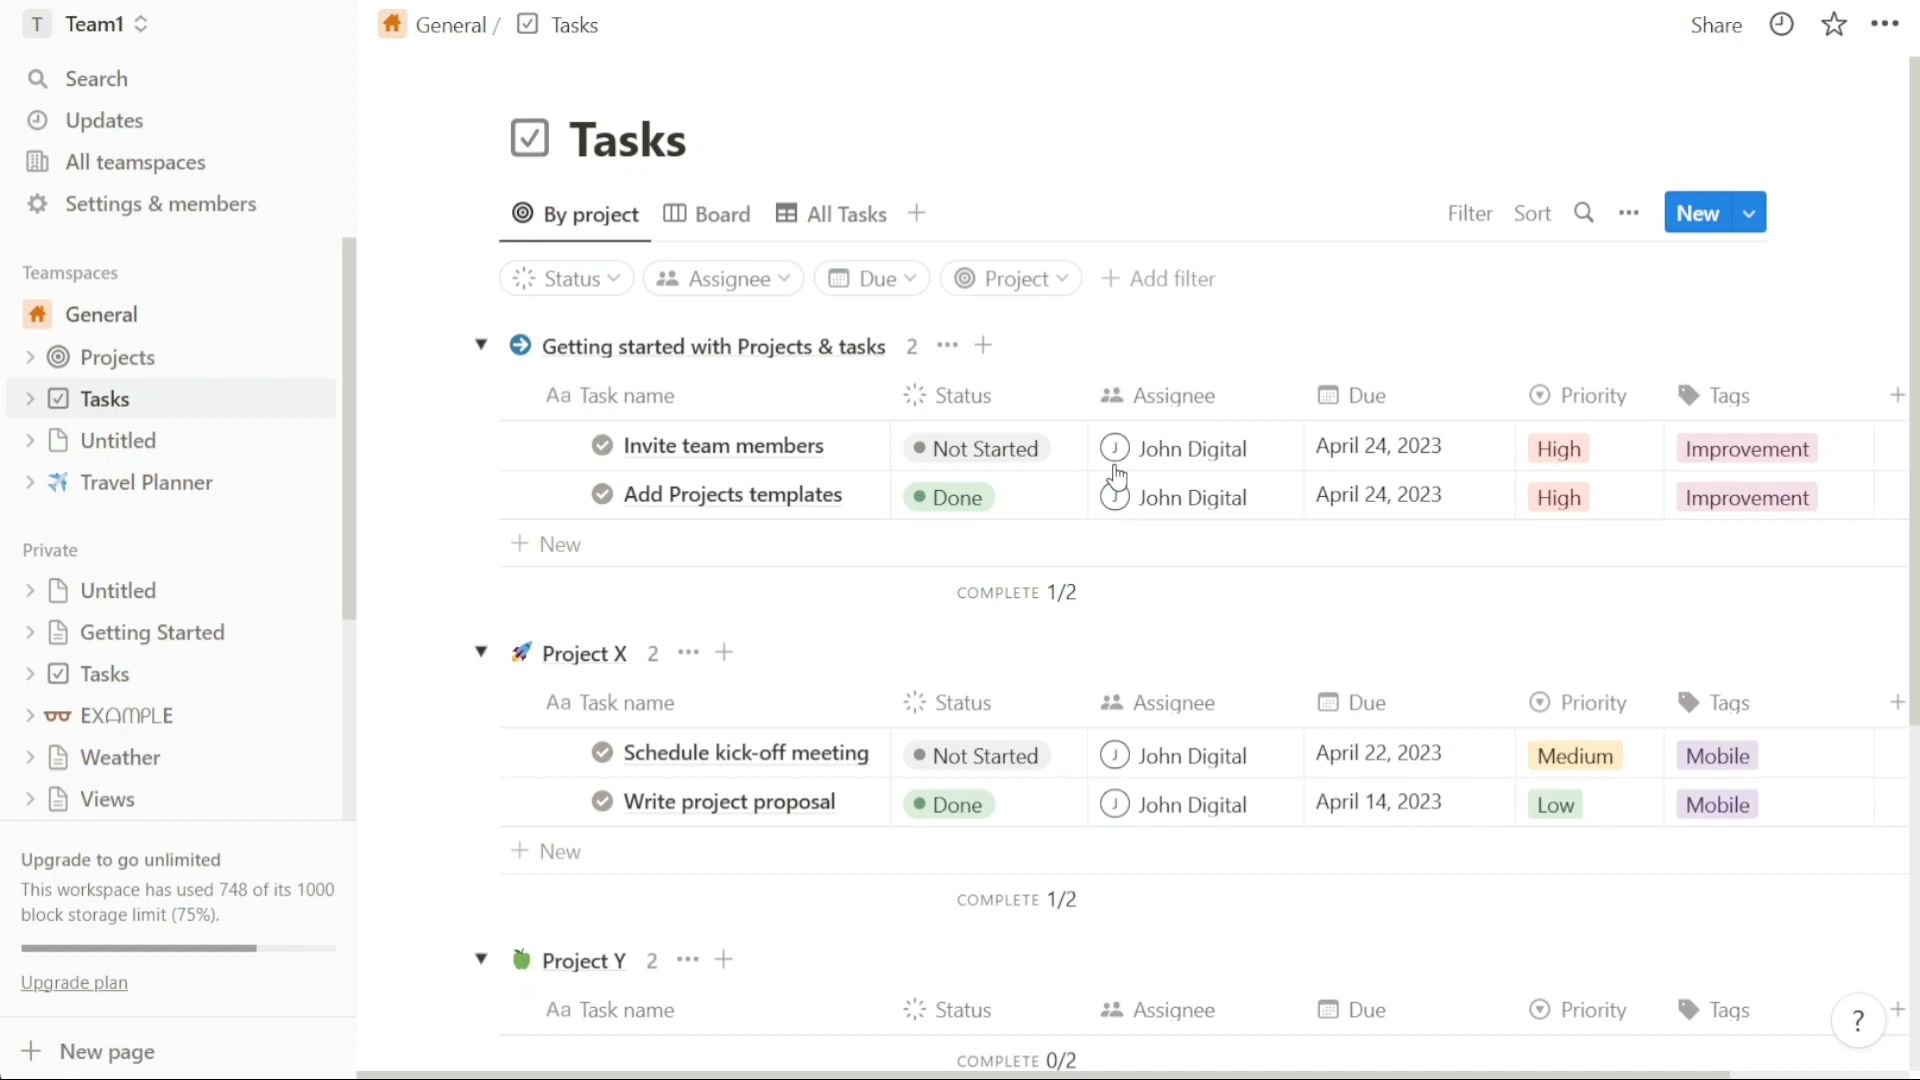 T Team1
Search
Updates
All teamspaces
Settings & members
Teamspaces
General
Projects
Tasks
Untitled
Travel Planner
Private
Untitled
Getting Started
Tasks
EXAMPLE
Weather
Views
Upgrade to go unlimited
This workspace has used 748 of its 1000
block storage limit (75%).
Upgrade plan
+ New page
General / Tasks
Share
Tasks
By project Board All Tasks +
Filter Sort ••• New
Status Assignee Due Project + Add filter
Getting started with Projects & tasks 2 ••• +
Aa Task name Status Assignee Due Priority Tags +
Invite team members Not Started J John Digital April 24, 2023 High Improvement
Add Projects templates Done J John Digital April 24, 2023 High Improvement
+ New
COMPLETE 1/2
Project X 2 ••• +
Aa Task name Status Assignee Due Priority Tags +
Schedule kick-off meeting Not Started J John Digital April 22, 2023 Medium Mobile
Write project proposal Done J John Digital April 14, 2023 Low Mobile
+ New
COMPLETE 1/2
Project Y 2 ••• +
Aa Task name Status Assignee Due Priority Tags +
COMPLETE 0/2
?